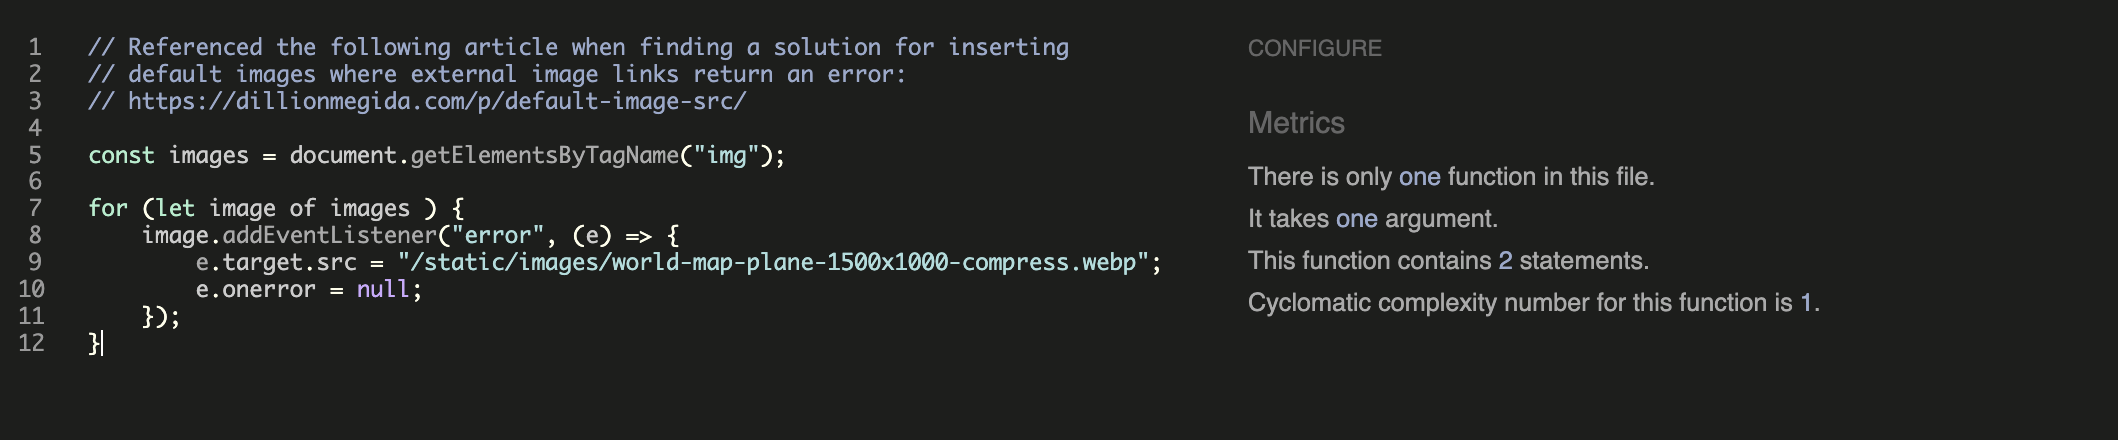 1 // Referenced the following article when finding a solution for inserting
2 // default images where external image links return an error:
3 // https://dillionmegida.com/p/default-image-src/
4
5 const images = document.getElementsByTagName("img");
6
7 for (let image of images ) {
8     image.addEventListener("error", (e) => {
9         e.target.src = "/static/images/world-map-plane-1500x1000-compress.webp";
10         e.onerror = null;
11     });
12 }
CONFIGURE
Metrics
There is only one function in this file.
It takes one argument.
This function contains 2 statements.
Cyclomatic complexity number for this function is 1.